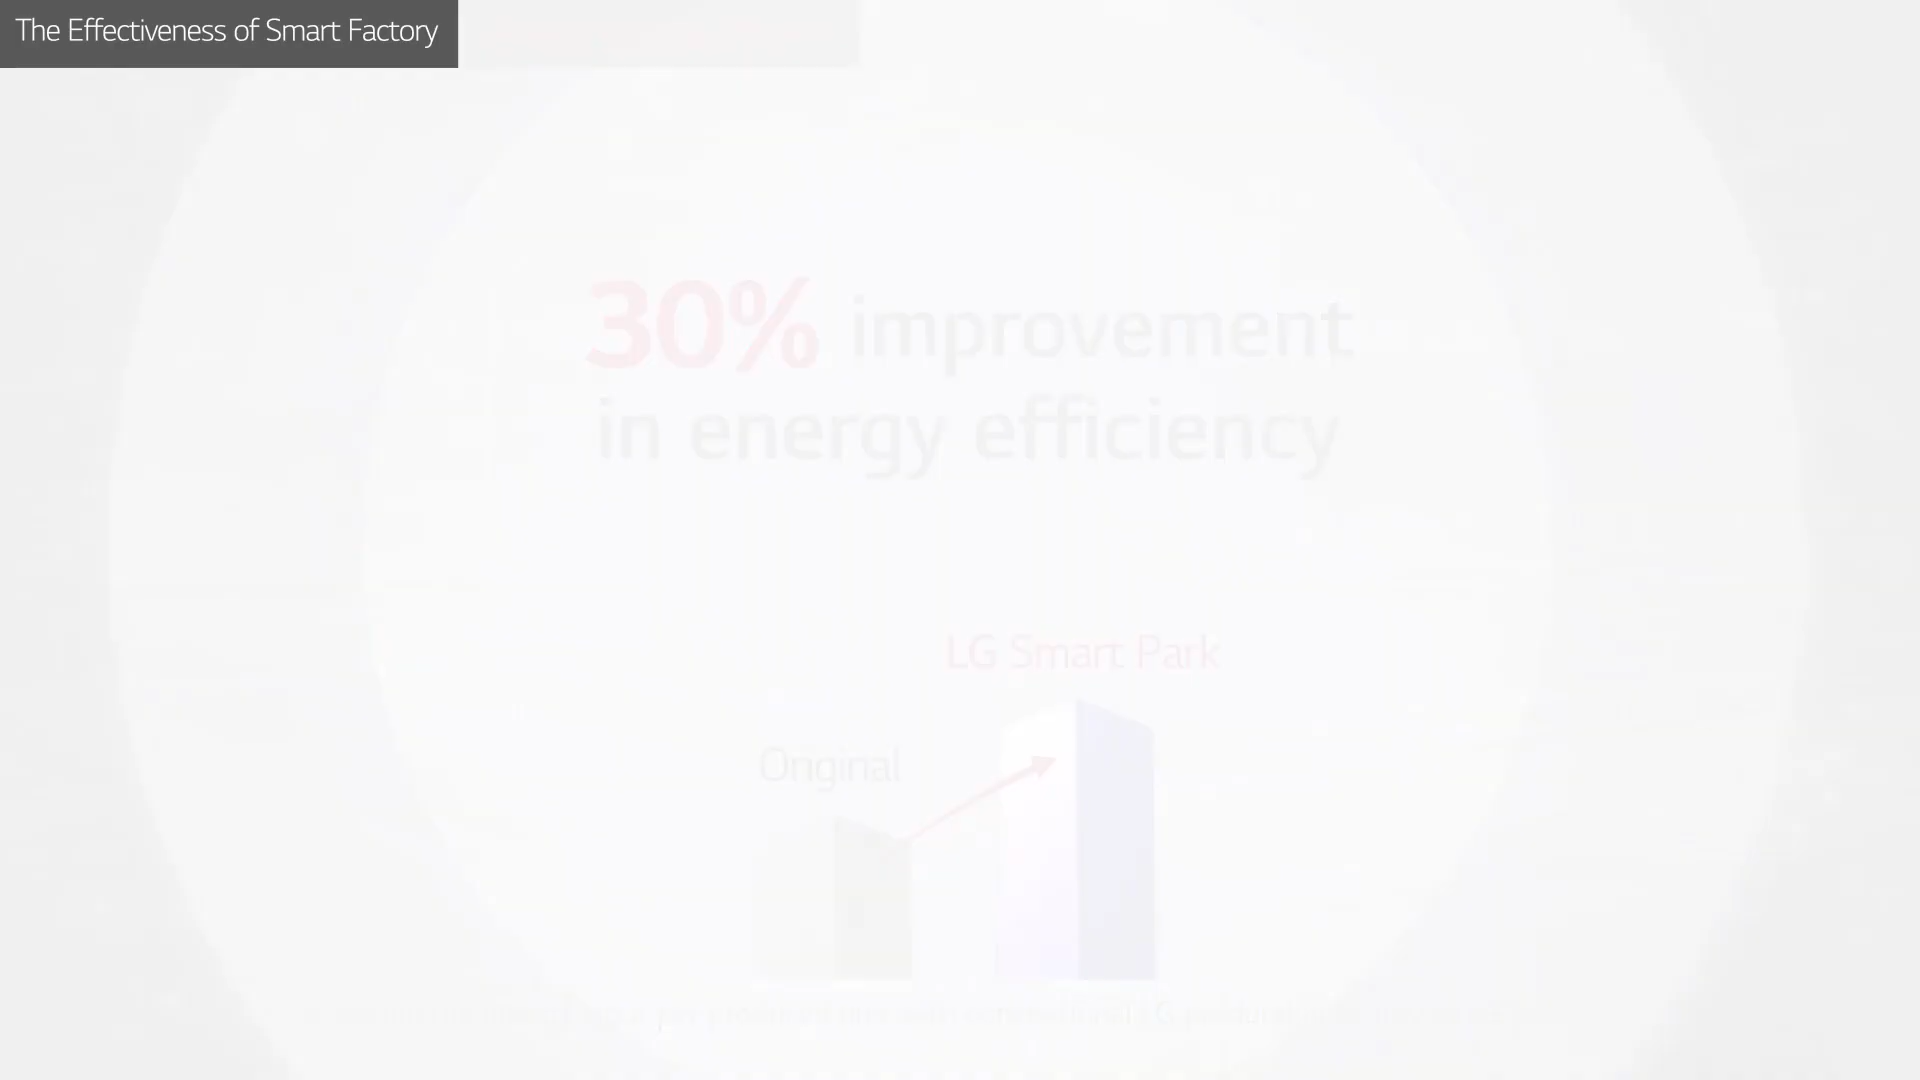 The Effectiveness of Smart Factory
30% improvement
in energy efficiency
LG Smart Park
Original